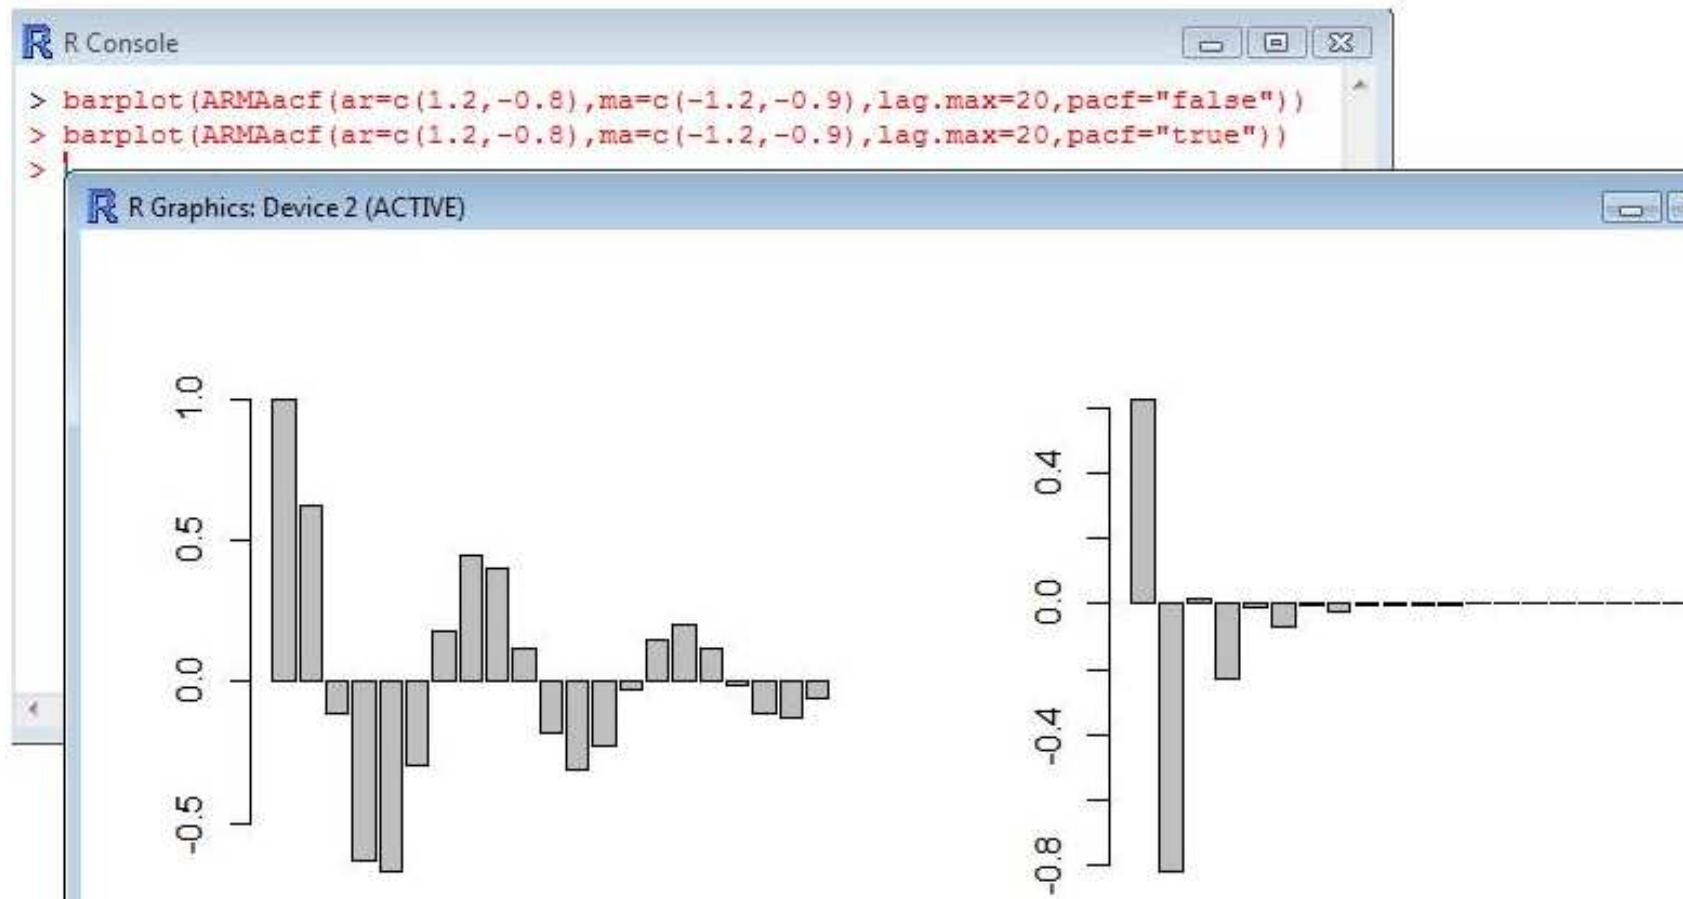 R Console
> barplot(ARMAacf(ar=c(1.2,-0.8),ma=c(-1.2,-0.9),lag.max=20,pacf="false"))
> barplot(ARMAacf(ar=c(1.2,-0.8),ma=c(-1.2,-0.9),lag.max=20,pacf="true"))
>
R Graphics: Device 2 (ACTIVE)
1.0
0.5
0.0
-0.5
0.4
0.0
-0.4
-0.8